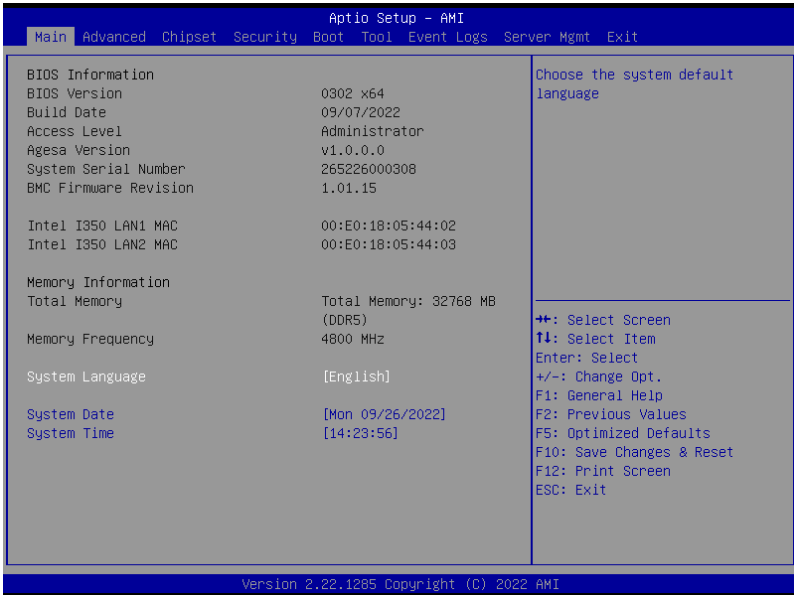 Aptio Setup – AMI
Main Advanced Chipset Security Boot Tool Event Logs Server Mgmt Exit
BIOS Information
BIOS Version 0302 x64
Build Date 09/07/2022
Access Level Administrator
Agesa Version v1.0.0.0
System Serial Number 265226000308
BMC Firmware Revision 1.01.15
Intel I350 LAN1 MAC 00:E0:18:05:44:02
Intel I350 LAN2 MAC 00:E0:18:05:44:03
Memory Information
Total Memory Total Memory: 32768 MB
(DDR5)
Memory Frequency 4800 MHz
System Language [English]
System Date [Mon 09/26/2022]
System Time [14:23:56]
Choose the system default
language
→←: Select Screen
↑↓: Select Item
Enter: Select
+/-: Change Opt.
F1: General Help
F2: Previous Values
F5: Optimized Defaults
F10: Save Changes & Reset
F12: Print Screen
ESC: Exit
Version 2.22.1285 Copyright (C) 2022 AMI